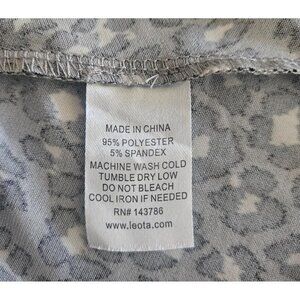 MADE IN CHINA
95% POLYESTER
5% SPANDEX
MACHINE WASH COLD
TUMBLE DRY LOW
DO NOT BLEACH
COOL IRON IF NEEDED
RN# 143786
www.leota.com